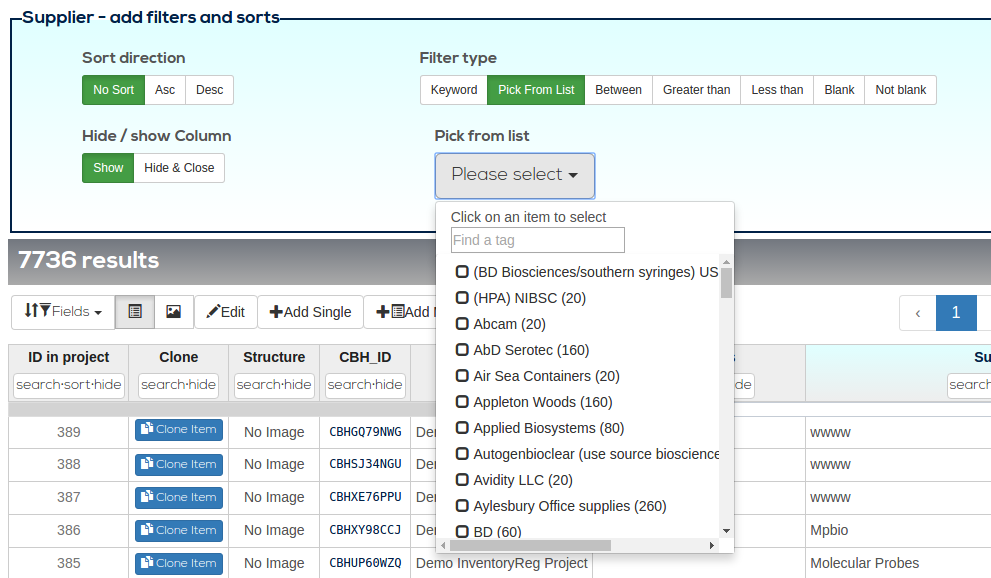 Supplier - add filters and sorts
Sort direction
No Sort Asc Desc
Filter type
Keyword Pick From List Between Greater than Less than Blank Not blank
Hide / show Column
Show Hide & Close
Pick from list
Please select
Click on an item to select
Find a tag
(BD Biosciences/southern syringes) US
(HPA) NIBSC (20)
Abcam (20)
AbD Serotec (160)
Air Sea Containers (20)
Appleton Woods (160)
Applied Biosystems (80)
Autogenbioclear (use source bioscience
Avidity LLC (20)
Aylesbury Office supplies (260)
BD (60)
7736 results
Fields Edit Add Single Add
‹ 1
ID in project Clone Structure CBH_ID Su
search·sort·hide search·hide search·hide search·hide de search
389 Clone Item No Image CBHGQ79NWG De wwww
388 Clone Item No Image CBHSJ34NGU De wwww
387 Clone Item No Image CBHXE76PPU De wwww
386 Clone Item No Image CBHXY98CCJ De Mpbio
385 Clone Item No Image CBHUP60WZQ Demo InventoryReg Project Molecular Probes